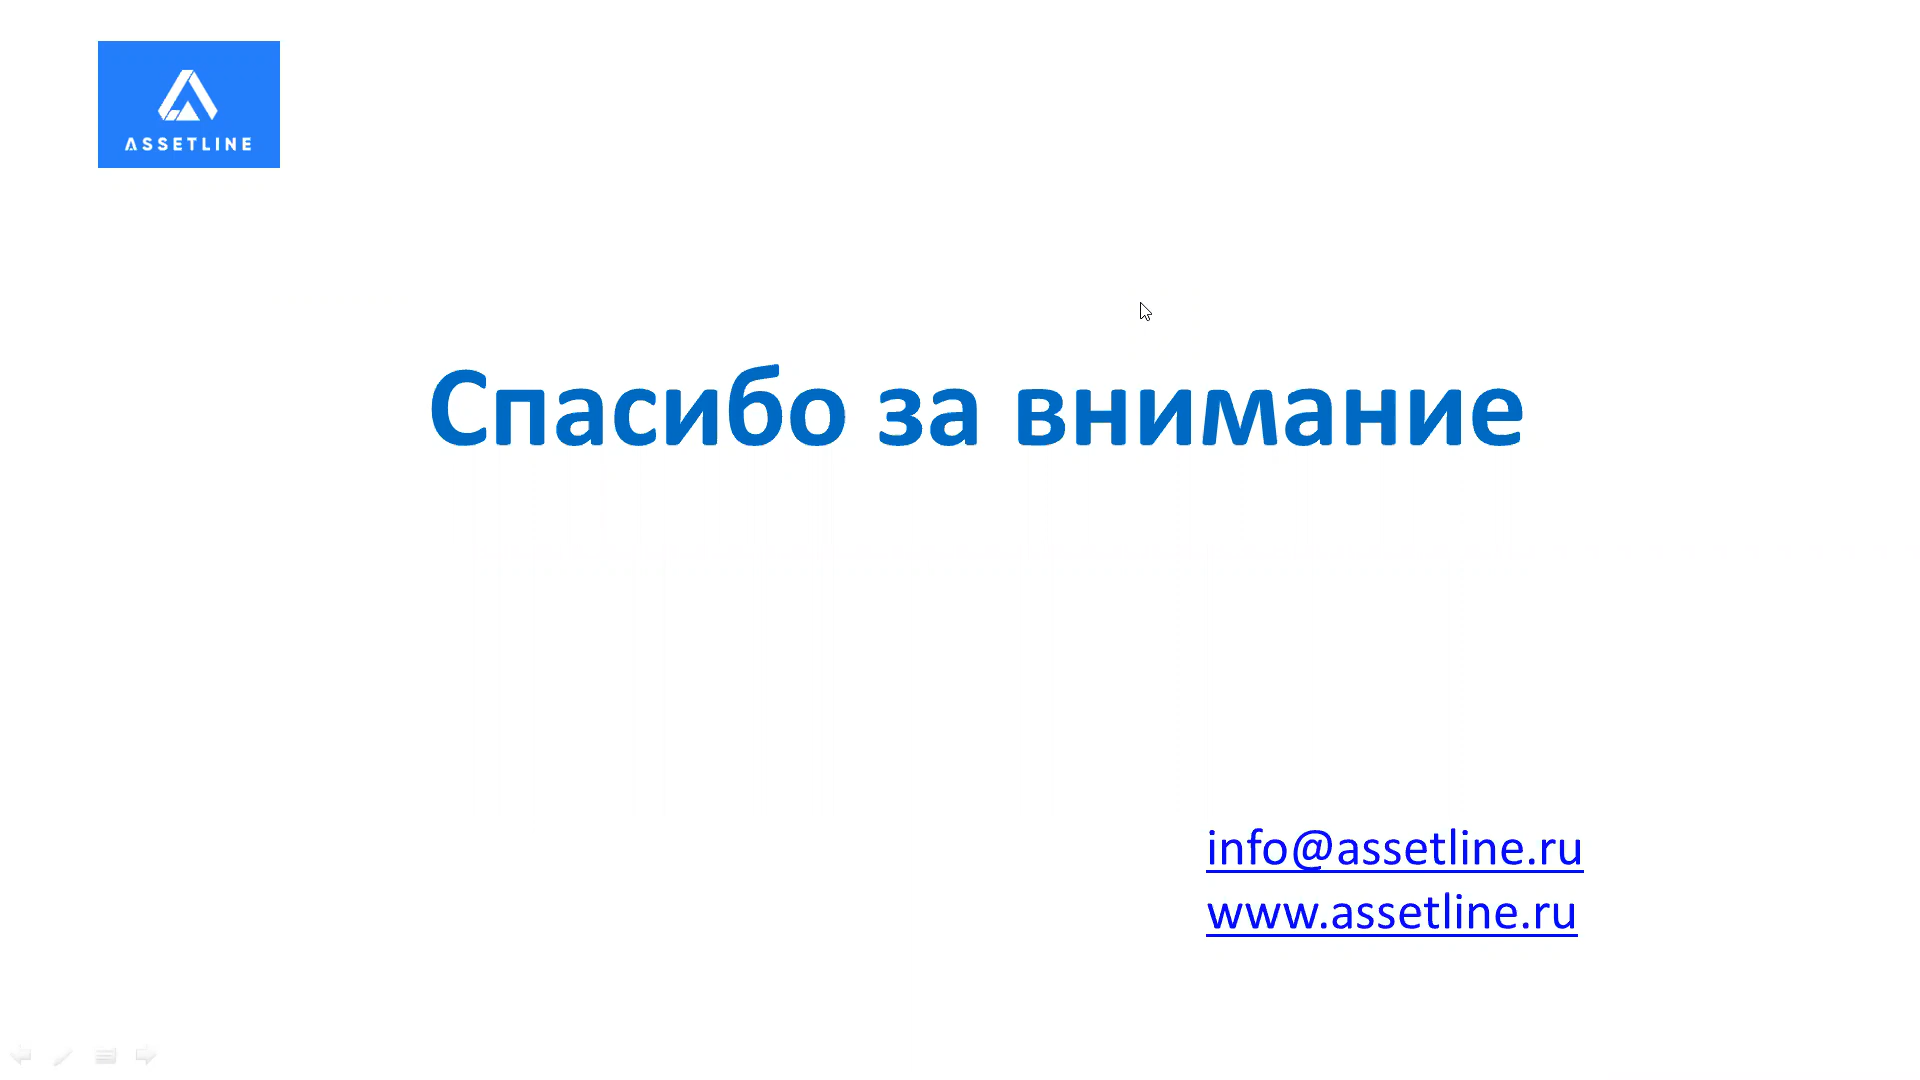 ASSETLINE
Спасибо за внимание
info@assetline.ru
www.assetline.ru